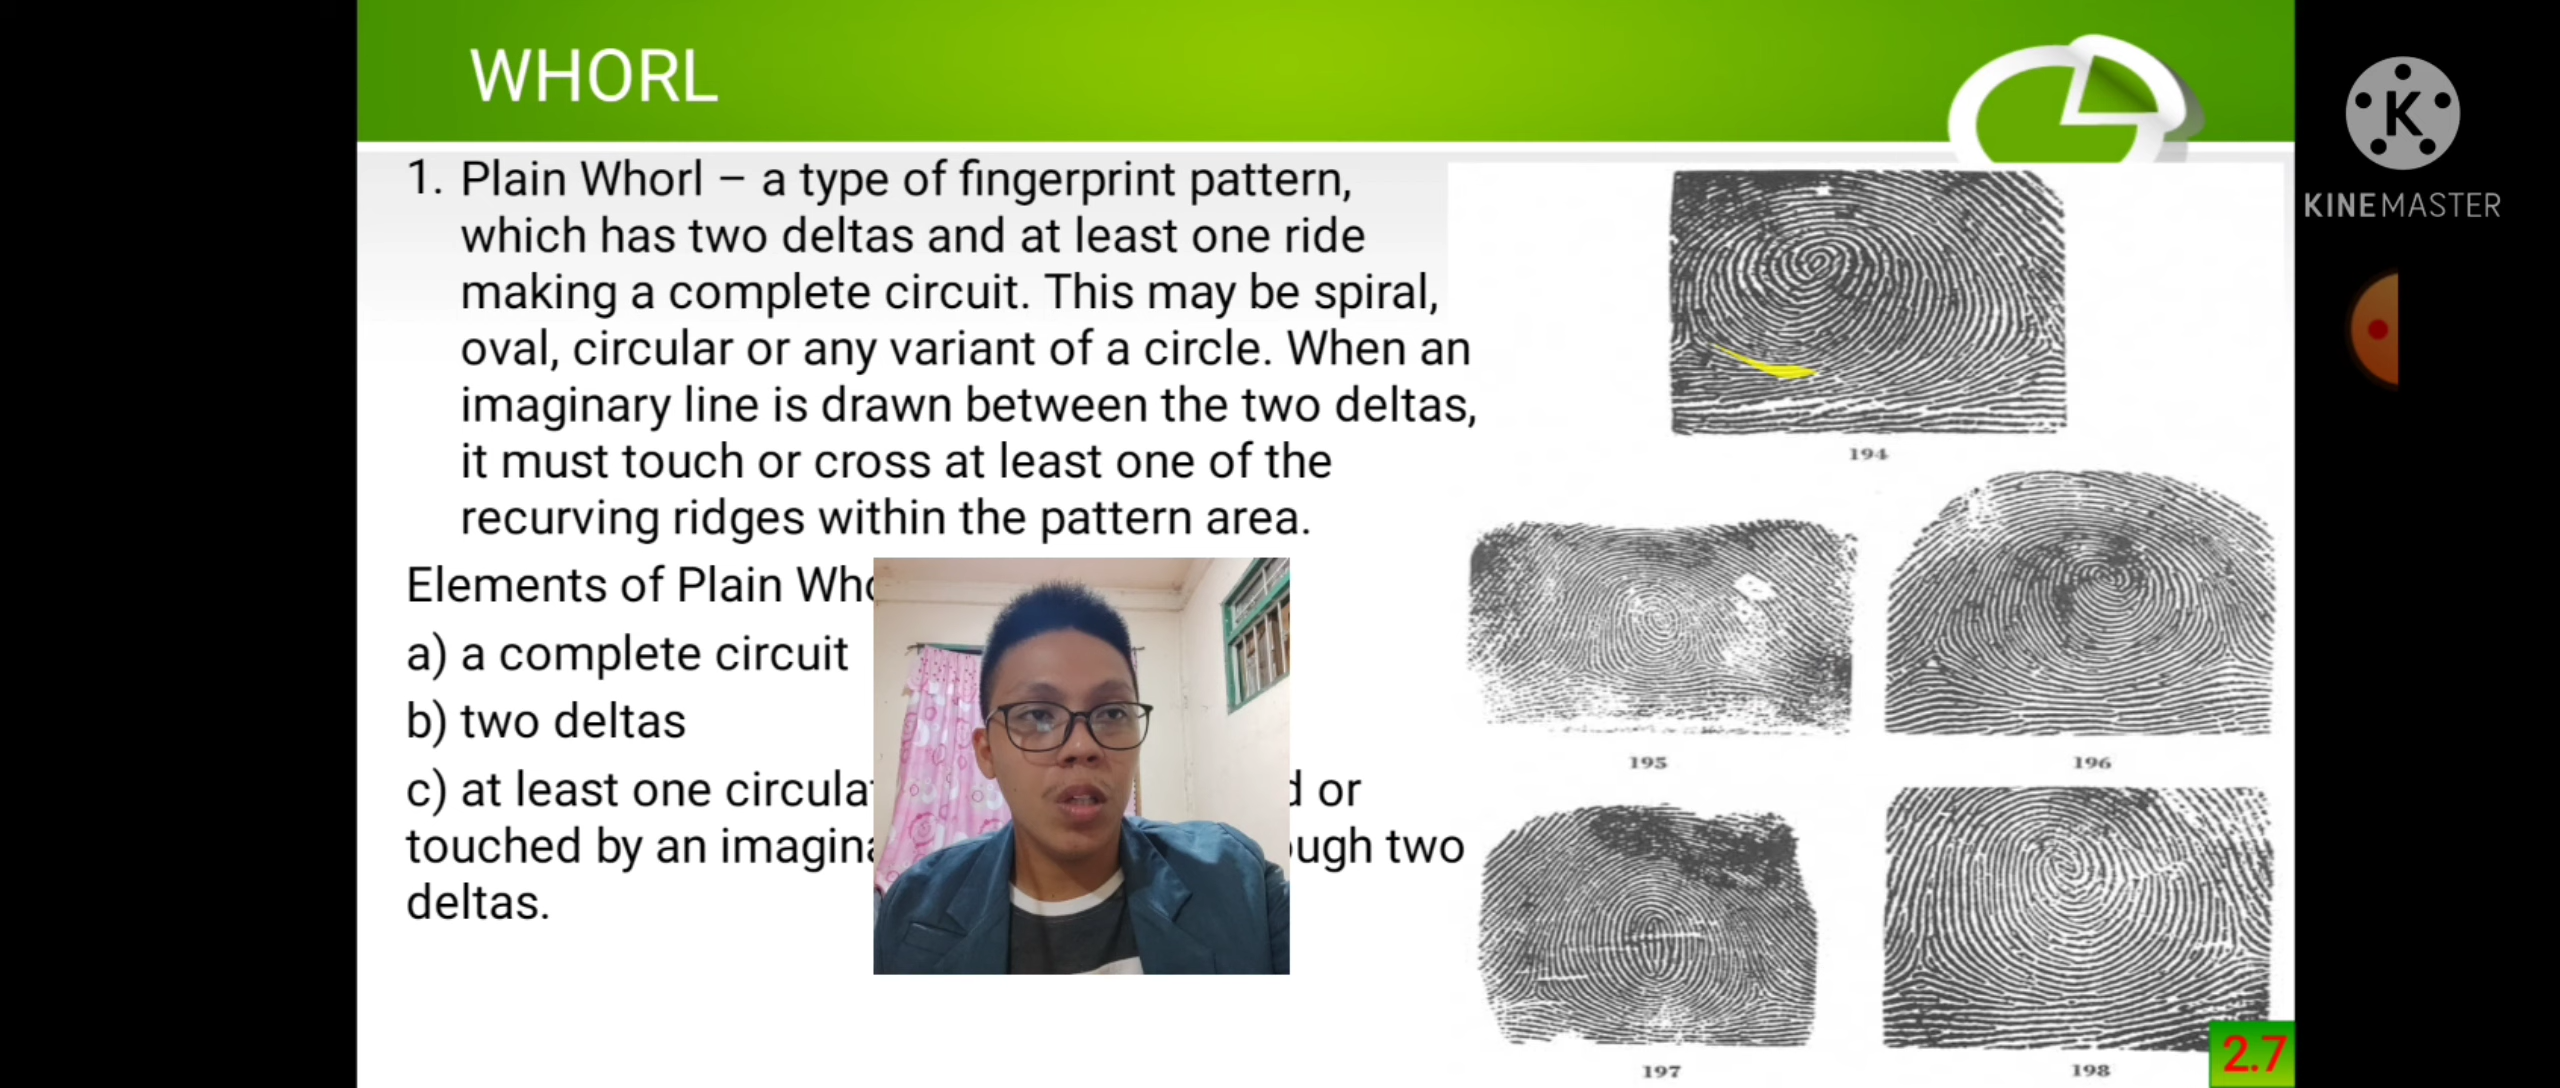 WHORL
1. Plain Whorl – a type of fingerprint pattern,
which has two deltas and at least one ride
making a complete circuit. This may be spiral,
oval, circular or any variant of a circle. When an
imaginary line is drawn between the two deltas,
it must touch or cross at least one of the
recurving ridges within the pattern area.
Elements of Plain
a) a complete circuit
b) two deltas
c) at least one or
touched by an two
deltas.
194
195
196
197
198
2.7
K
KINEMASTER